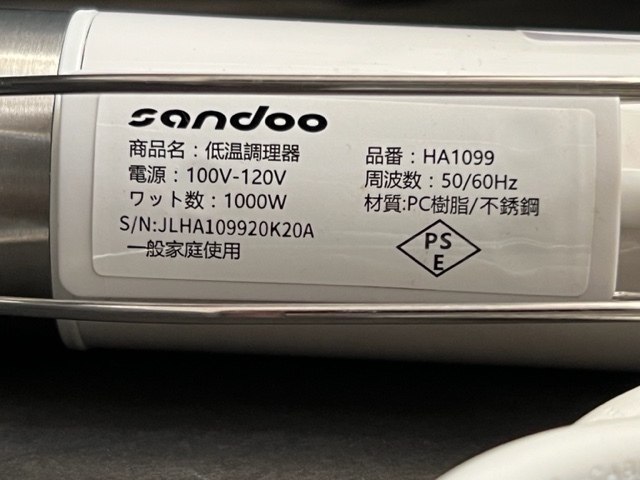 sandoo
商品名：低温調理器
品番：HA1099
電源：100V-120V
周波数：50/60Hz
ワット数：1000W
材質:PC樹脂/不銹鋼
S/N:JLHA109920K20A
一般家庭使用
PS
E